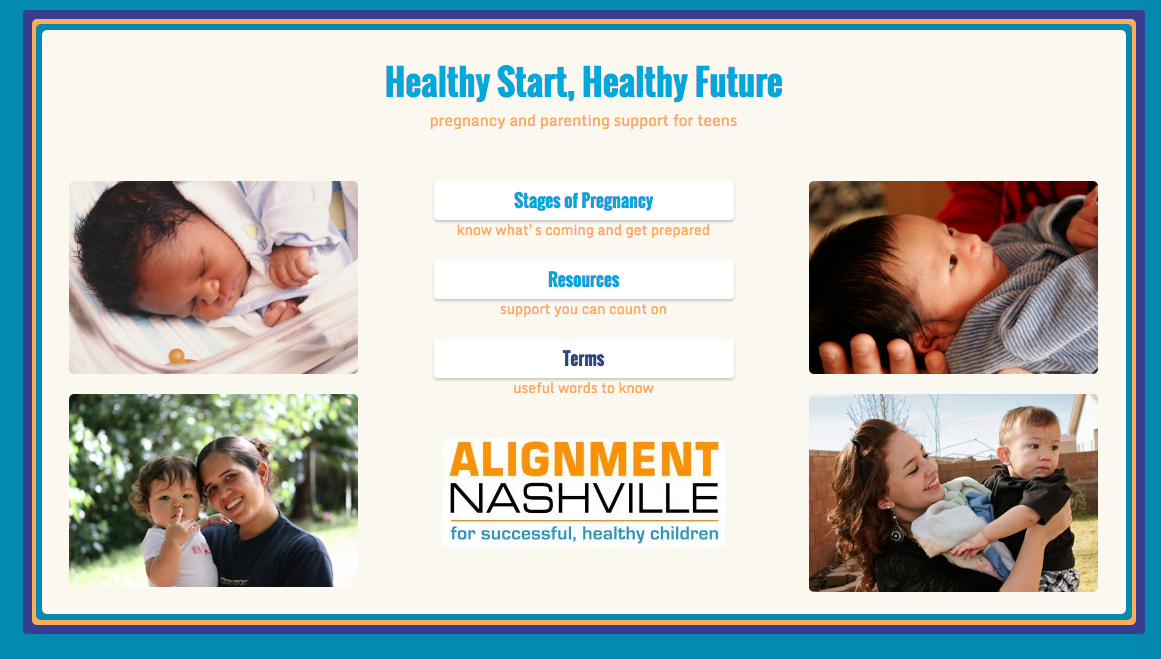 Healthy Start, Healthy Future
pregnancy and parenting support for teens
Stages of Pregnancy
know what's coming and get prepared
Resources
support you can count on
Terms
useful words to know
ALIGNMENT
NASHVILLE
for successful, healthy children